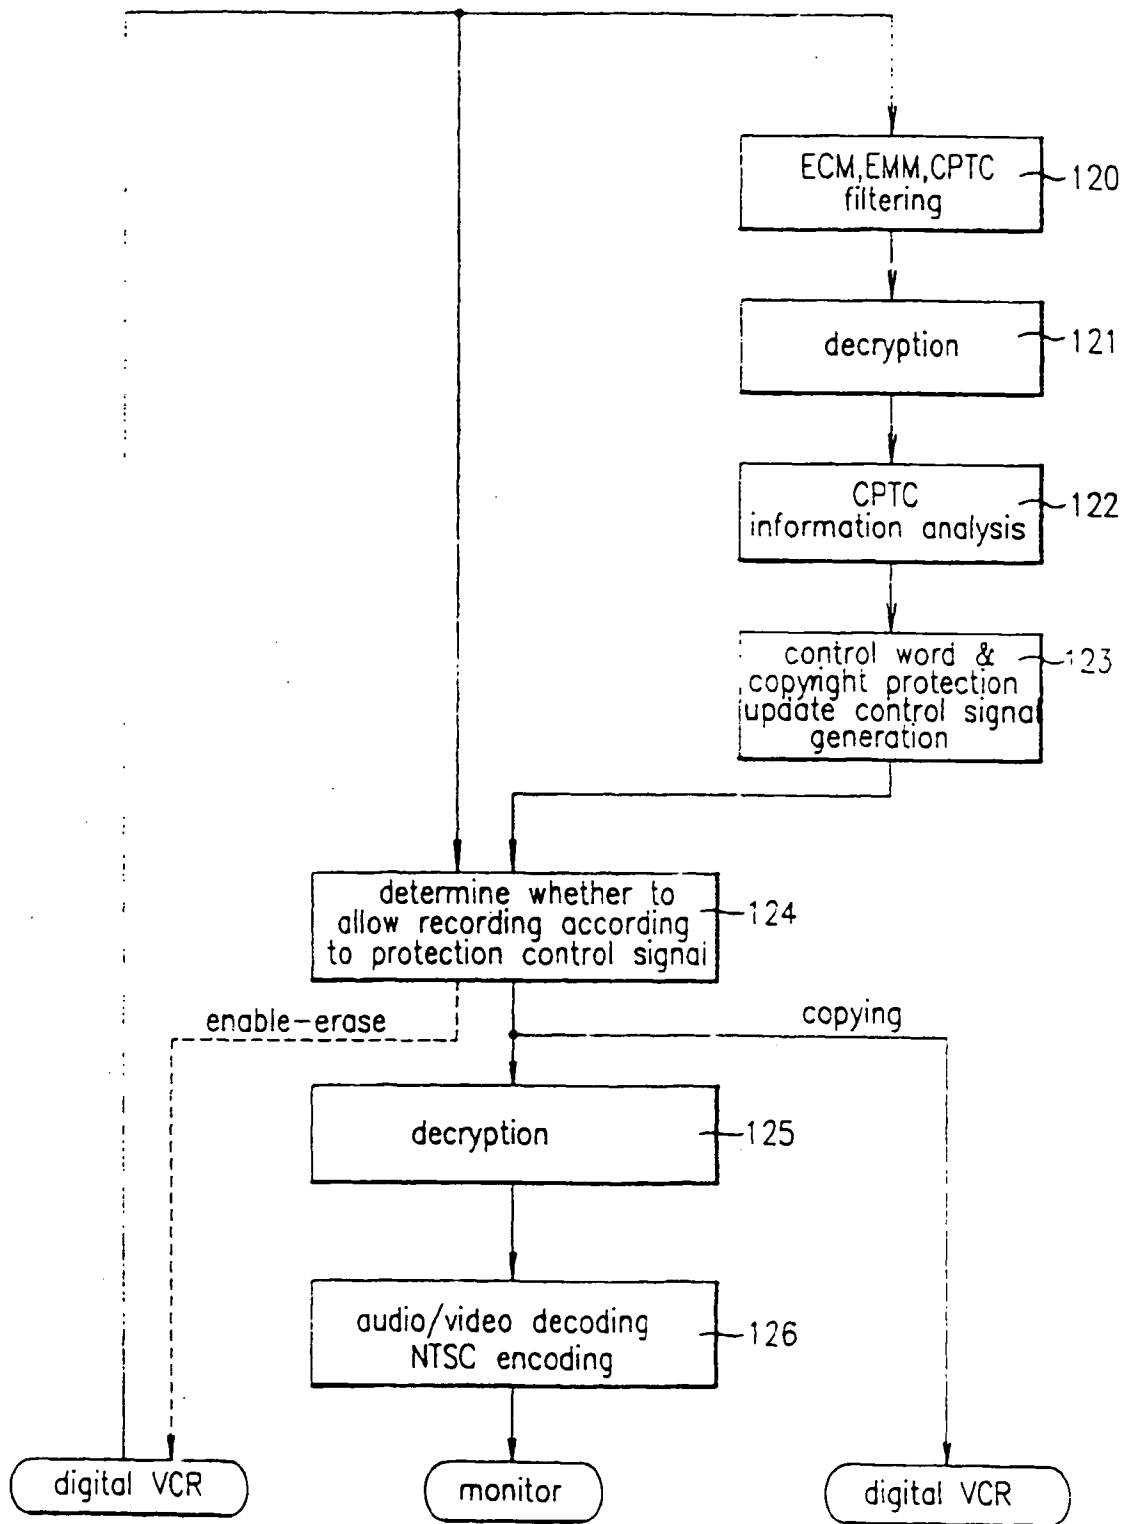 ECM,EMM,CPTC
filtering
120
decryption
121
CPTC
information analysis
122
control word &
copyright protection
update control signal
generation
123
determine whether to
allow recording according
to protection control signal
124
enable-erase
copying
decryption
125
audio/video decoding
NTSC encoding
126
digital VCR
monitor
digital VCR